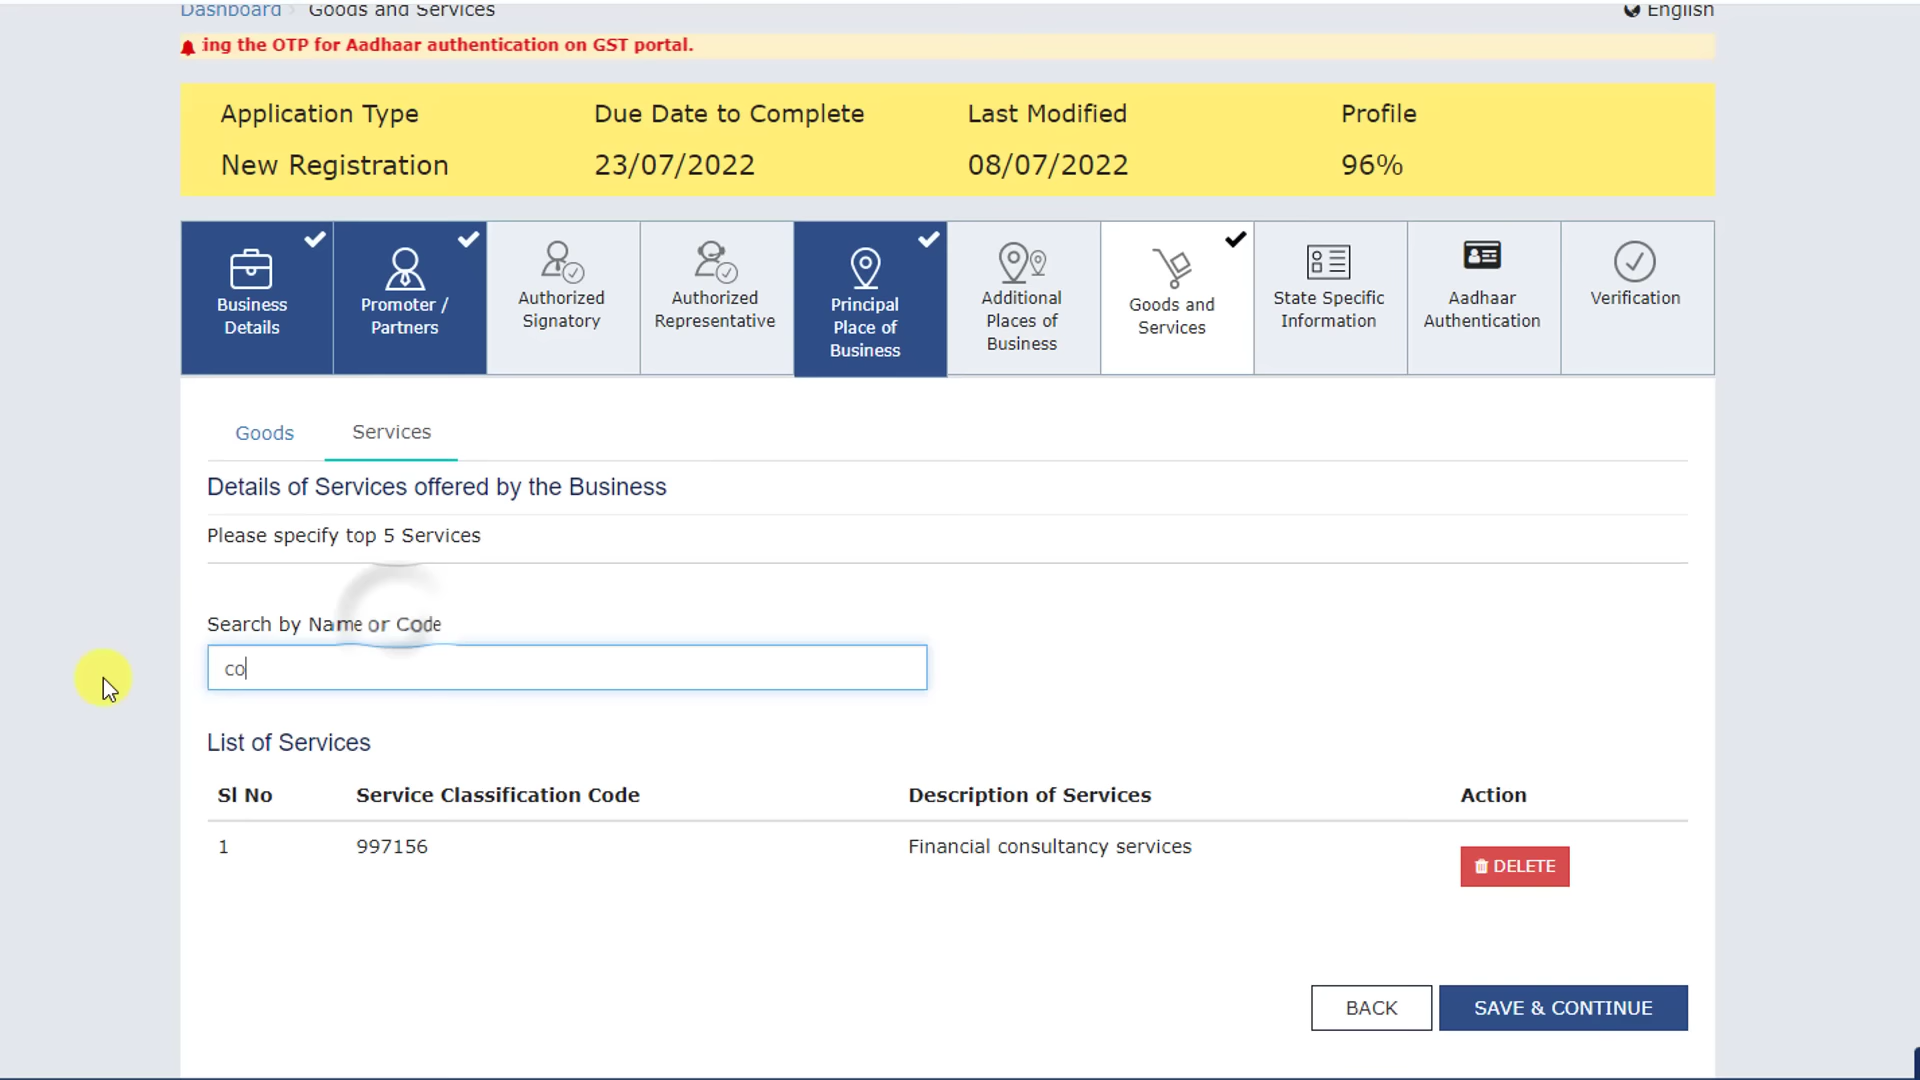 Dashboard › Goods and Services
English
ing the OTP for Aadhaar authentication on GST portal.
Application Type Due Date to Complete Last Modified Profile
New Registration 23/07/2022 08/07/2022 96%
Business
Details
Promoter /
Partners
Authorized
Signatory
Authorized
Representative
Principal
Place of
Business
Additional
Places of
Business
Goods and
Services
State Specific
Information
Aadhaar
Authentication
Verification
Goods Services
Details of Services offered by the Business
Please specify top 5 Services
Search by Name or Code
co
List of Services
Sl No Service Classification Code Description of Services Action
1 997156 Financial consultancy services DELETE
BACK SAVE & CONTINUE